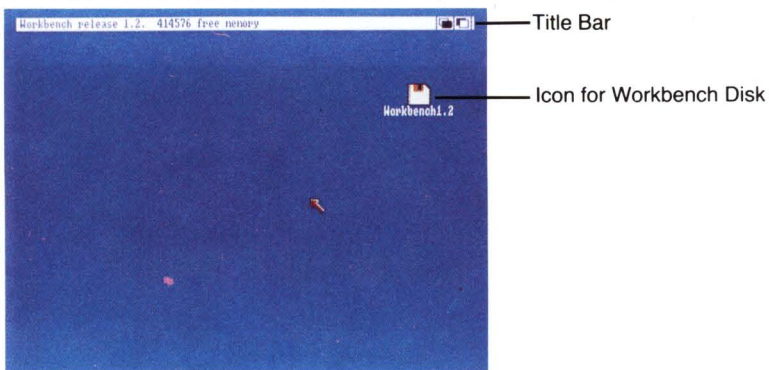 Workbench release 1.2.  414576 free memory
Title Bar
Icon for Workbench Disk
Workbench1.2